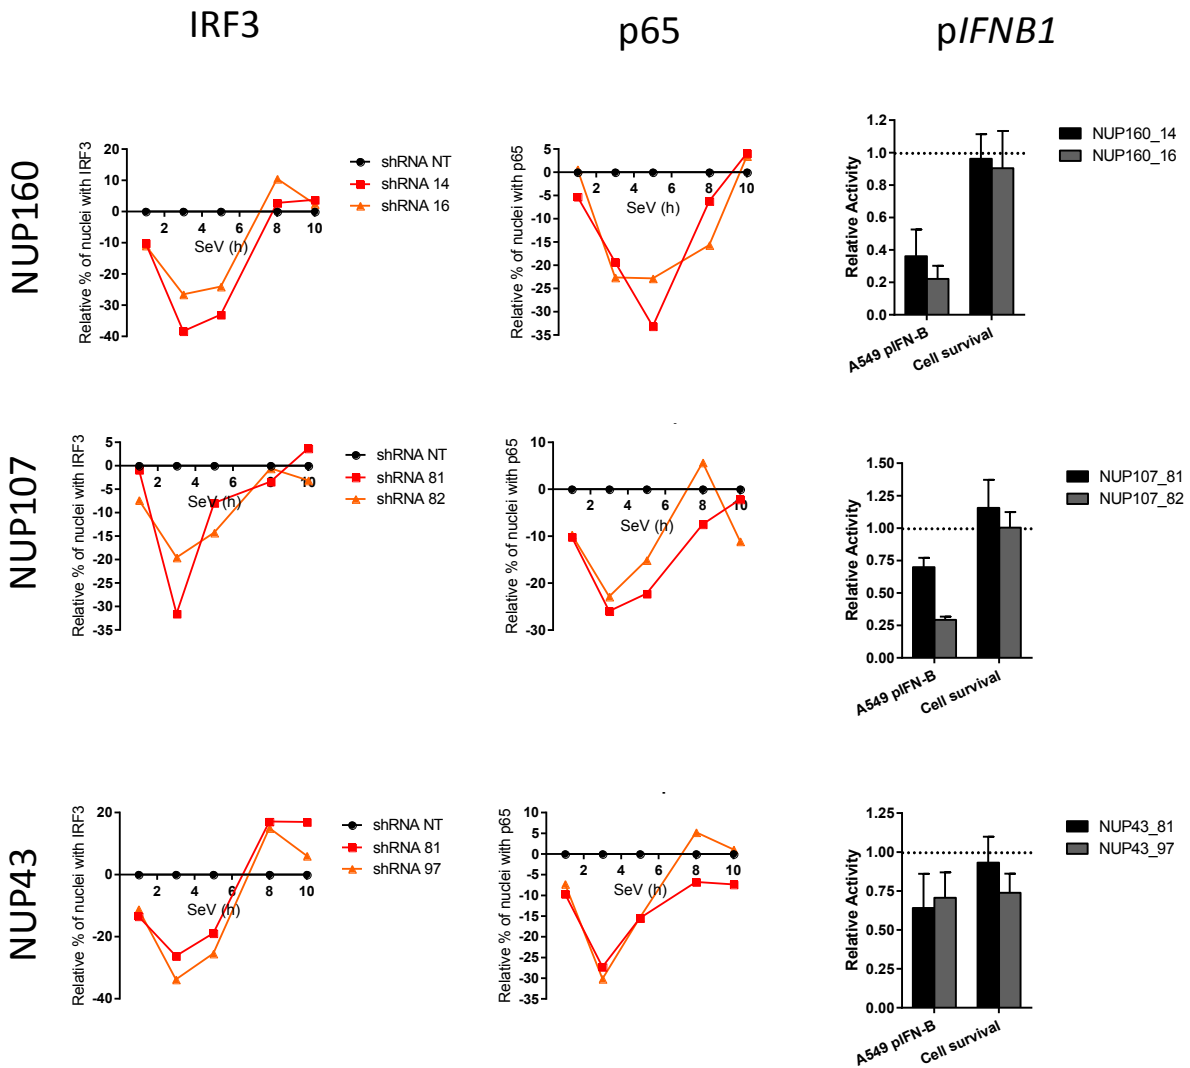 IRF3
p65
pIFNB1
NUP160
Relative % of nuclei with IRF3
20
10
0
-10
-20
-30
-40
2 4 6 8 10
SeV (h)
shRNA NT
shRNA 14
shRNA 16
Relative % of nuclei with p65
5
0
-5
-10
-15
-20
-25
-30
-35
2 4 6 8 10
SeV (h)
Relative Activity
1.2
1.0
0.8
0.6
0.4
0.2
0.0
A549 pIFN-B
Cell survival
NUP160_14
NUP160_16
NUP107
Relative % of nuclei with IRF3
5
0
-5
-10
-15
-20
-25
-30
-35
2 4 6 8 10
SeV (h)
shRNA NT
shRNA 81
shRNA 82
Relative % of nuclei with p65
10
0
-10
-20
-30
2 4 6 8 10
SeV (h)
Relative Activity
1.50
1.25
1.00
0.75
0.50
0.25
0.00
A549 pIFN-B
Cell survival
NUP107_81
NUP107_82
NUP43
Relative % of nuclei with IRF3
20
0
-20
-40
2 4 6 8 10
SeV (h)
shRNA NT
shRNA 81
shRNA 97
Relative % of nuclei with p65
10
5
0
-5
-10
-15
-20
-25
-30
-35
2 4 6 8 10
SeV (h)
Relative Activity
1.25
1.00
0.75
0.50
0.25
0.00
A549 pIFN-B
Cell survival
NUP43_81
NUP43_97